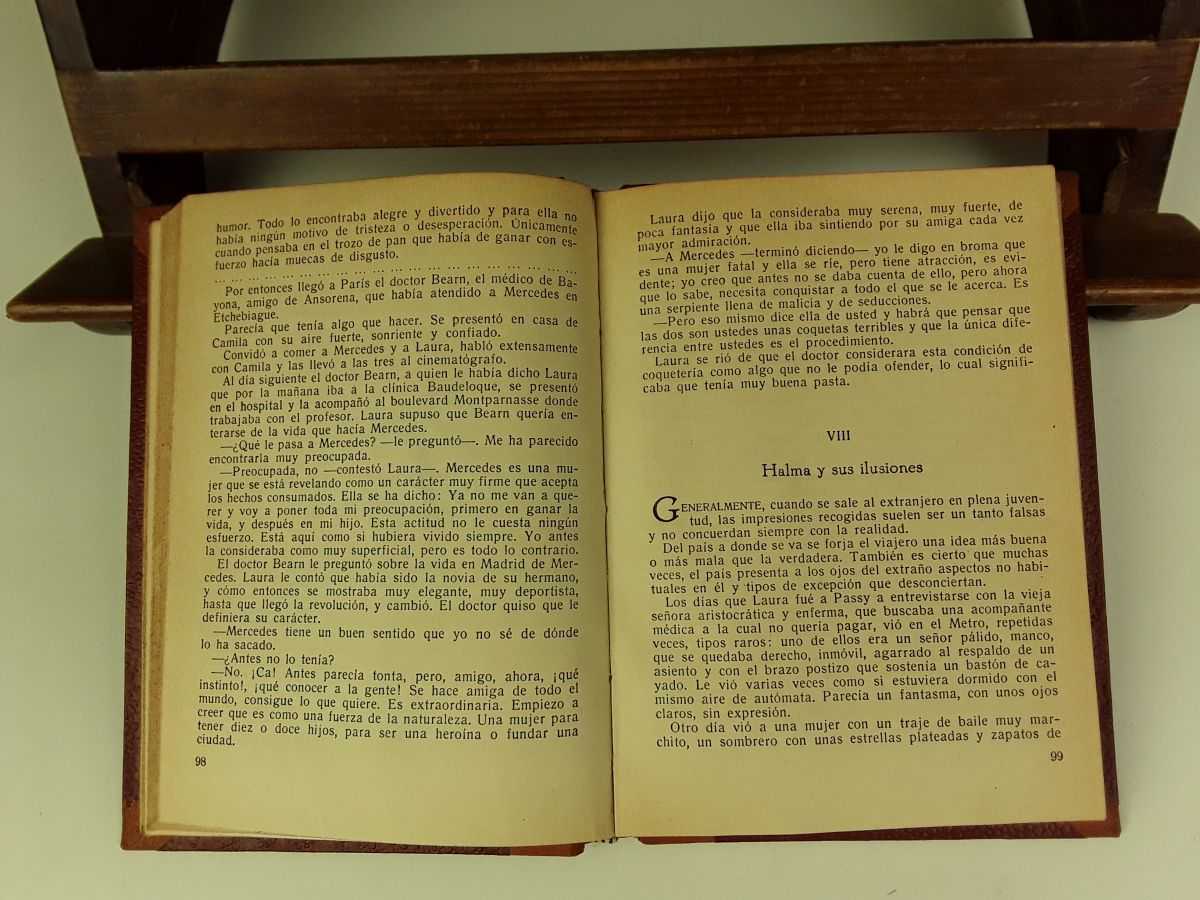 humor. Todo lo encontraba alegre y divertido y para ella no
había ningún motivo de tristeza o desesperación. Únicamente
cuando pensaba en el trozo de pan que había de ganar con es-
fuerzo hacía muecas de disgusto.
... ... ... ... ... ... ... ... ... ... ... ... ... ... ... ... ... ... ...
Por entonces llegó a París el doctor Bearn, el médico de Ba-
yona, amigo de Ansorena, que había atendido a Mercedes en
Etchebiague.
Parecía que tenía algo que hacer. Se presentó en casa de
Camila con su aire fuerte, sonriente y confiado.
Convidó a comer a Mercedes y a Laura, habló extensamente
con Camila y las llevó a las tres al cinematógrafo.
Al día siguiente el doctor Bearn, a quien le había dicho Laura
que por la mañana iba a la clínica Baudeloque, se presentó
en el hospital y la acompañó al boulevard Montparnasse donde
trabajaba con el profesor. Laura supuso que Bearn quería en-
terarse de la vida que hacía Mercedes.
—¿Qué le pasa a Mercedes? —le preguntó—. Me ha parecido
encontrarla muy preocupada.
—Preocupada, no —contestó Laura—. Mercedes es una mu-
jer que se está revelando como un carácter muy firme que acepta
los hechos consumados. Ella se ha dicho: Ya no me van a que-
rer y voy a poner toda mi preocupación, primero en ganar la
vida, y después en mi hijo. Esta actitud no le cuesta ningún
esfuerzo. Está aquí como si hubiera vivido siempre. Yo antes
la consideraba como muy superficial, pero es todo lo contrario.
El doctor Bearn le preguntó sobre la vida en Madrid de Mer-
cedes. Laura le contó que había sido la novia de su hermano,
y cómo entonces se mostraba muy elegante, muy deportista,
hasta que llegó la revolución, y cambió. El doctor quiso que le
definiera su carácter.
—Mercedes tiene un buen sentido que yo no sé de dónde
lo ha sacado.
—¿Antes no lo tenía?
—No. ¡Ca! Antes parecía tonta, pero, amigo, ahora, ¡qué
instinto!, ¡qué conocer a la gente! Se hace amiga de todo el
mundo, consigue lo que quiere. Es extraordinaria. Empiezo a
creer que es como una fuerza de la naturaleza. Una mujer para
tener diez o doce hijos, para ser una heroína o fundar una
ciudad.
98
Laura dijo que la consideraba muy serena, muy fuerte, de
poca fantasía y que ella iba sintiendo por su amiga cada vez
mayor admiración.
—A Mercedes —terminó diciendo— yo le digo en broma que
es una mujer fatal y ella se ríe, pero tiene atracción, es evi-
dente; yo creo que antes no se daba cuenta de ello, pero ahora
que lo sabe, necesita conquistar a todo el que se le acerca. Es
una serpiente llena de malicia y de seducciones.
—Pero eso mismo dice ella de usted y habrá que pensar que
las dos son ustedes unas coquetas terribles y que la única dife-
rencia entre ustedes es el procedimiento.
Laura se rió de que el doctor considerara esta condición de
coquetería como algo que no le podía ofender, lo cual signifi-
caba que tenía muy buena pasta.
VIII
Halma y sus ilusiones
GENERALMENTE, cuando se sale al extranjero en plena juven-
tud, las impresiones recogidas suelen ser un tanto falsas
y no concuerdan siempre con la realidad.
Del país a donde se va se forja el viajero una idea más buena
o más mala que la verdadera. También es cierto que muchas
veces, el país presenta a los ojos del extraño aspectos no habi-
tuales en él y tipos de excepción que desconciertan.
Los días que Laura fué a Passy a entrevistarse con la vieja
señora aristocrática y enferma, que buscaba una acompañante
médica a la cual no quería pagar, vió en el Metro, repetidas
veces, tipos raros: uno de ellos era un señor pálido, manco,
que se quedaba derecho, inmóvil, agarrado al respaldo de un
asiento y con el brazo postizo que sostenía un bastón de ca-
yado. Le vió varias veces como si estuviera dormido con el
mismo aire de autómata. Parecía un fantasma, con unos ojos
claros, sin expresión.
Otro día vió a una mujer con un traje de baile muy mar-
chito, un sombrero con unas estrellas plateadas y zapatos de
99